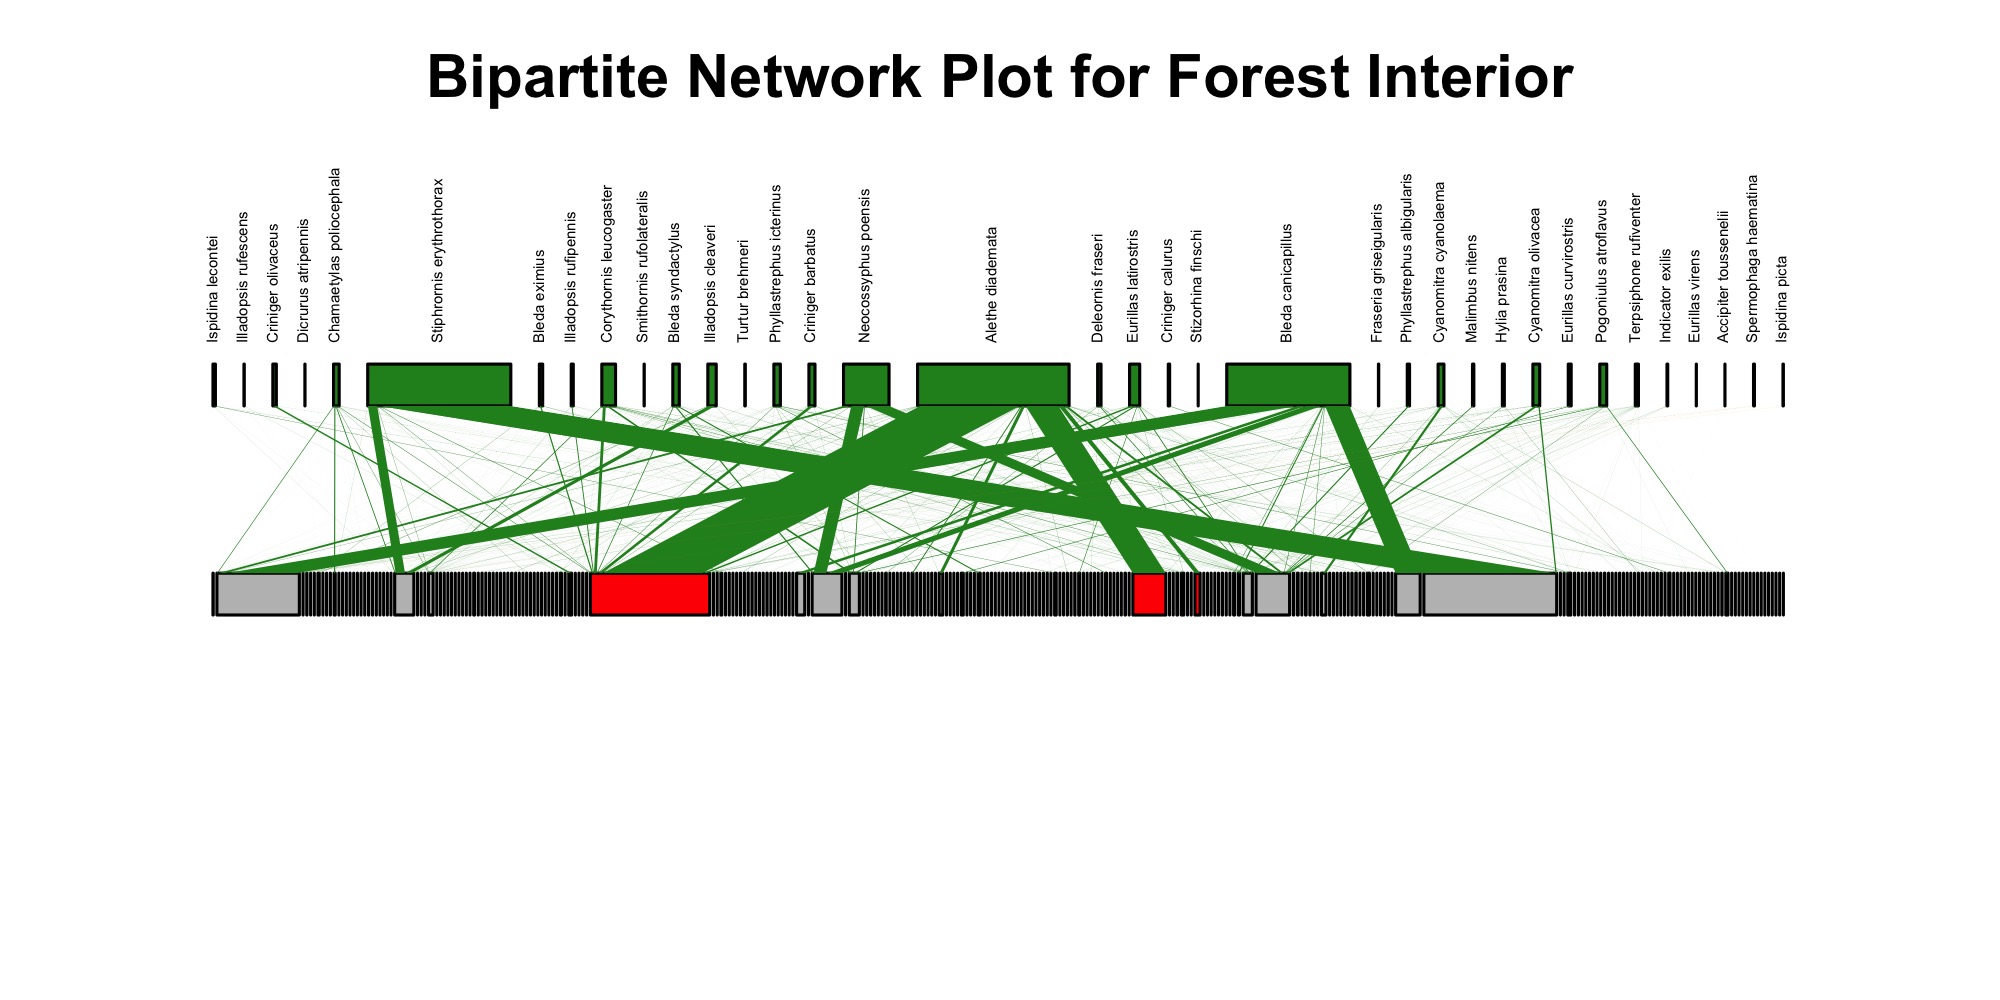 Bipartite Network Plot for Forest Interior
Ispidina lecontei
Illadopsis rufescens
Criniger olivaceus
Dicrurus atripennis
Chamaetylas poliocephala
Stiphrornis erythrothorax
Bleda eximius
Illadopsis rufipennis
Corythornis leucogaster
Smithornis rufolateralis
Bleda syndactylus
Illadopsis cleaveri
Turtur brehmeri
Phyllastrephus icterinus
Criniger barbatus
Neocossyphus poensis
Alethe diademata
Deleornis fraseri
Eurillas latirostris
Criniger calurus
Stizorhina finschi
Bleda canicapillus
Fraseria griseigularis
Phyllastrephus albigularis
Cyanomitra cyanolaema
Malimbus nitens
Hylia prasina
Cyanomitra olivacea
Eurillas curvirostris
Pogoniulus atroflavus
Terpsiphone rufiventer
Indicator exilis
Eurillas virens
Accipiter toussenelii
Spermophaga haematina
Ispidina picta